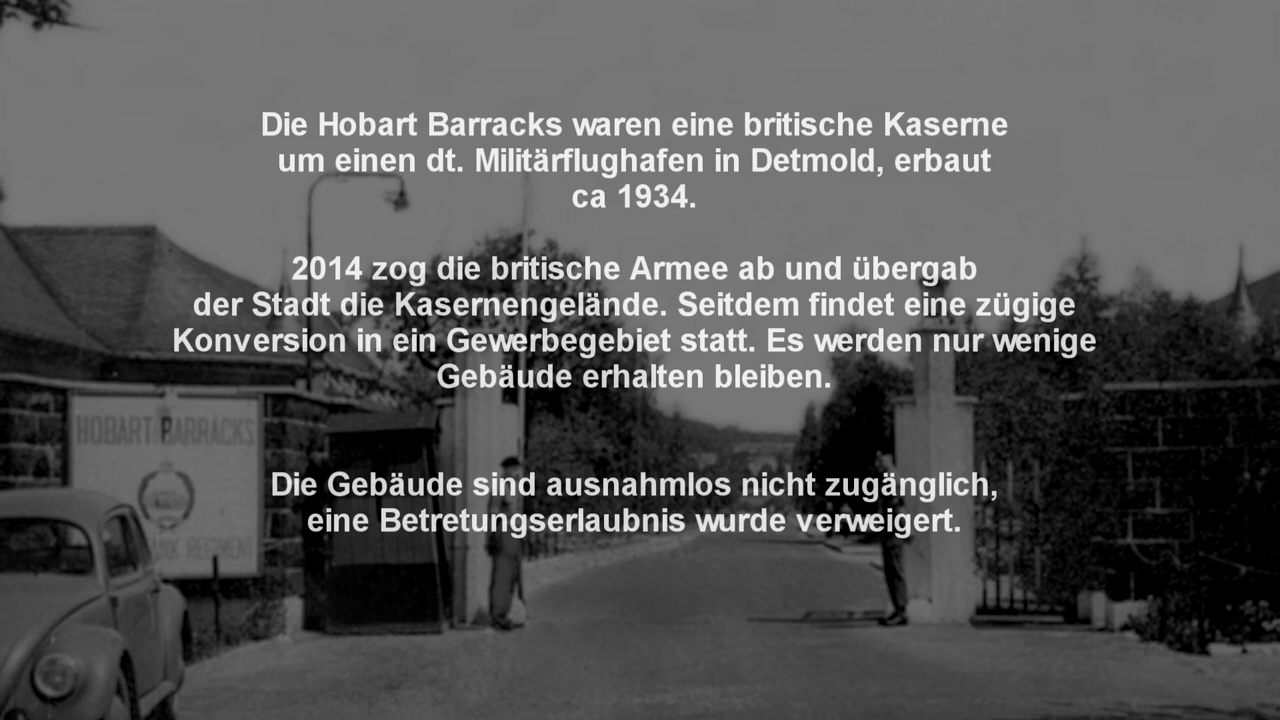 Die Hobart Barracks waren eine britische Kaserne
um einen dt. Militärflughafen in Detmold, erbaut
ca 1934.
2014 zog die britische Armee ab und übergab
der Stadt die Kasernengelände. Seitdem findet eine zügige
Konversion in ein Gewerbegebiet statt. Es werden nur wenige
Gebäude erhalten bleiben.
HOBART BARRACKS
Die Gebäude sind ausnahmlos nicht zugänglich,
eine Betretungserlaubnis wurde verweigert.
REGIMENT